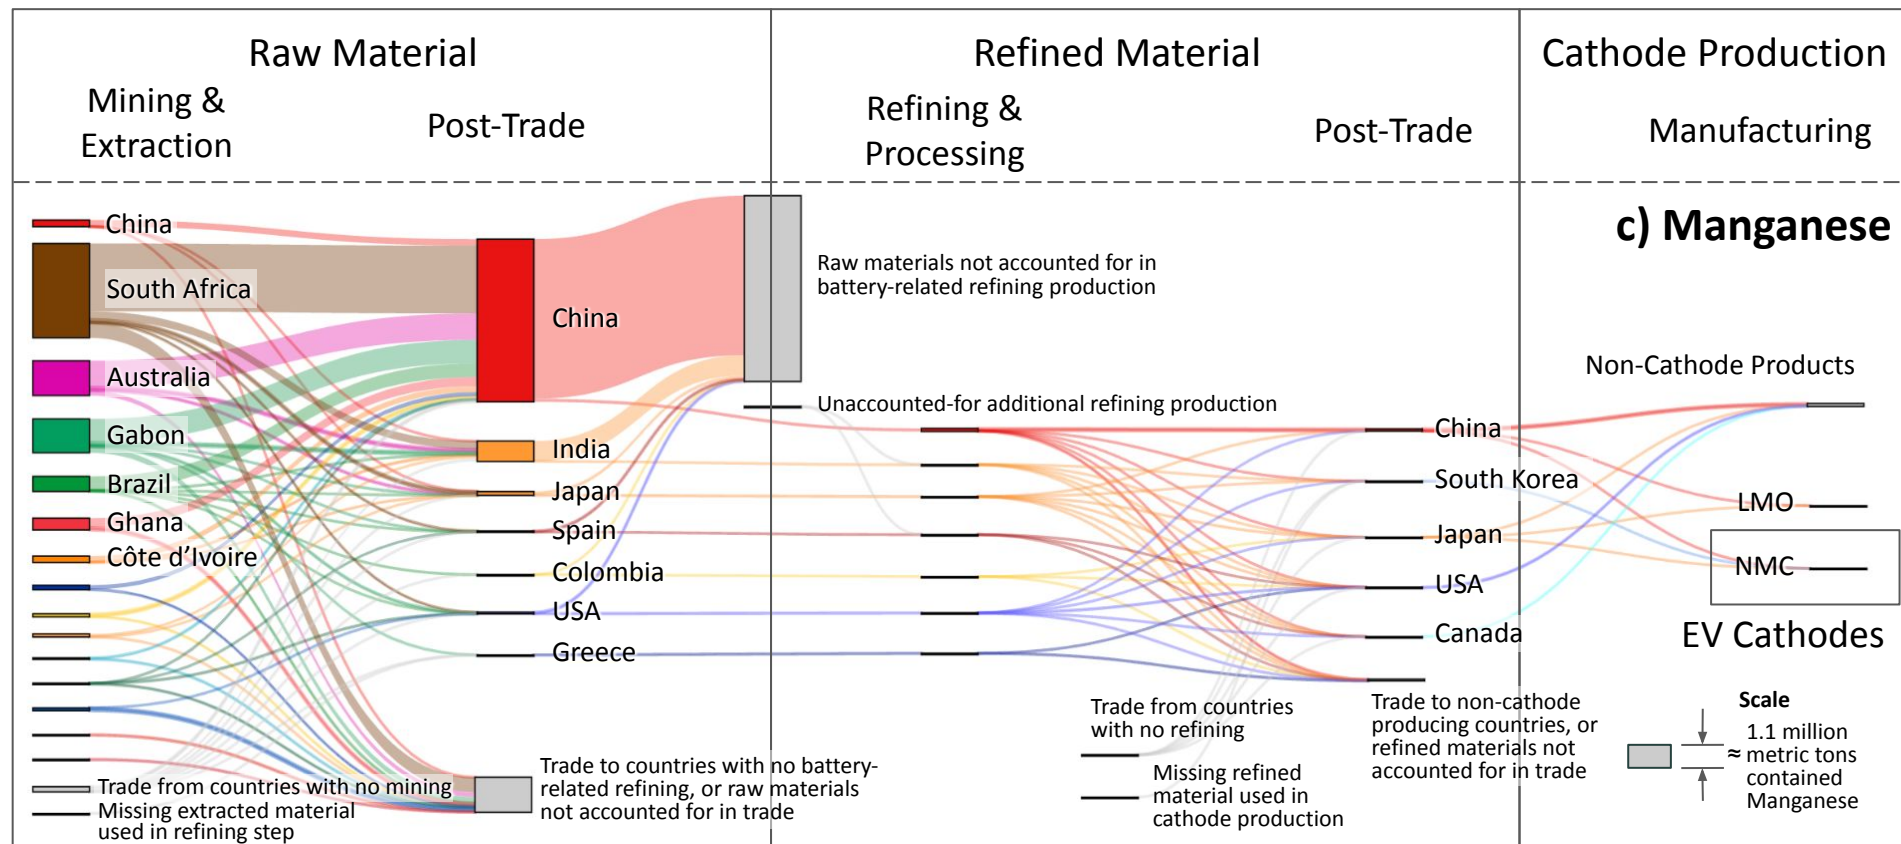 Raw Material
Refined Material
Cathode Production
Mining &
Extraction
Post-Trade
Refining &
Processing
Post-Trade
Manufacturing
c) Manganese
China
South Africa
Australia
Gabon
Brazil
Ghana
Côte d’Ivoire
Trade from countries with no mining
Missing extracted material
used in refining step
China
India
Japan
Spain
Colombia
USA
Greece
Trade to countries with no battery-
related refining, or raw materials
not accounted for in trade
Raw materials not accounted for in
battery-related refining production
Unaccounted-for additional refining production
Trade from countries
with no refining
Missing refined
material used in
cathode production
China
South Korea
Japan
USA
Canada
Trade to non-cathode
producing countries, or
refined materials not
accounted for in trade
Non-Cathode Products
LMO
NMC
EV Cathodes
Scale
1.1 million
≈ metric tons
contained
Manganese